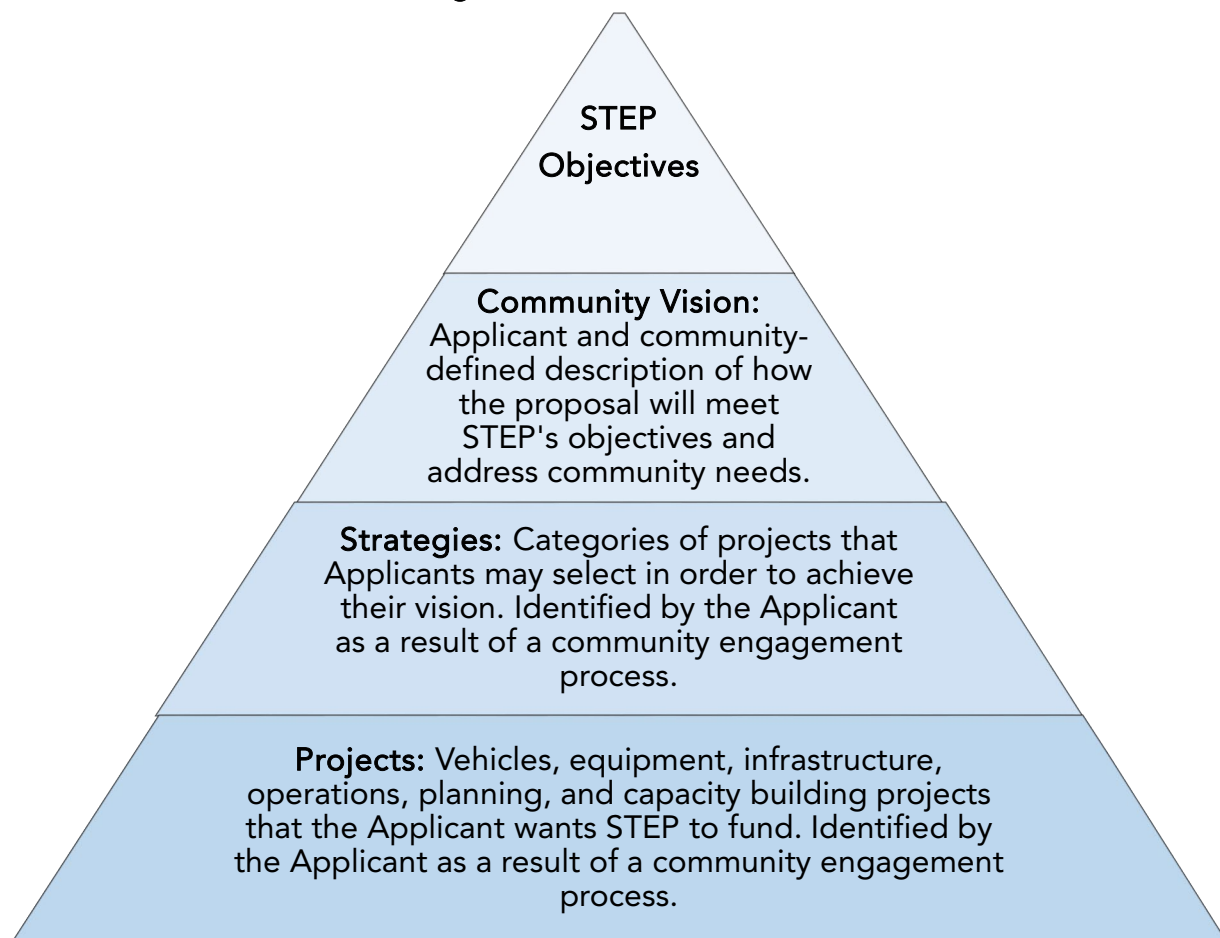 STEP
Objectives
Community Vision:
Applicant and community-
defined description of how
the proposal will meet
STEP's objectives and
address community needs.
Strategies: Categories of projects that
Applicants may select in order to achieve
their vision. Identified by the Applicant
as a result of a community engagement
process.
Projects: Vehicles, equipment, infrastructure,
operations, planning, and capacity building projects
that the Applicant wants STEP to fund. Identified by
the Applicant as a result of a community engagement
process.